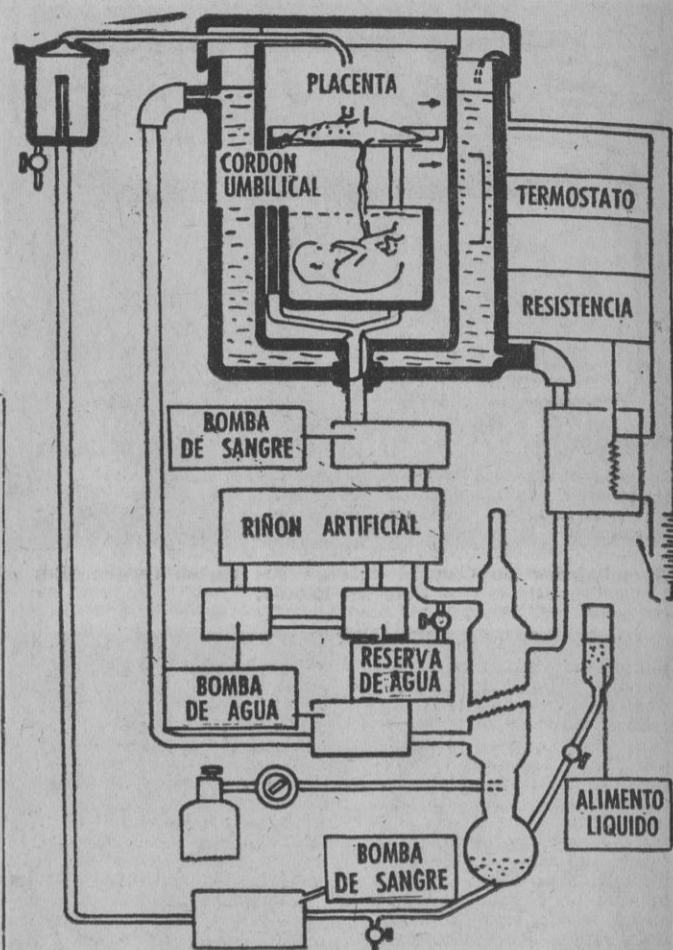 PLACENTA
CORDON
UMBILICAL
TERMOSTATO
RESISTENCIA
BOMBA
DE SANGRE
RIÑON ARTIFICIAL
RESERVA
DE AGUA
BOMBA
DE AGUA
ALIMENTO
LIQUIDO
BOMBA
DE SANGRE